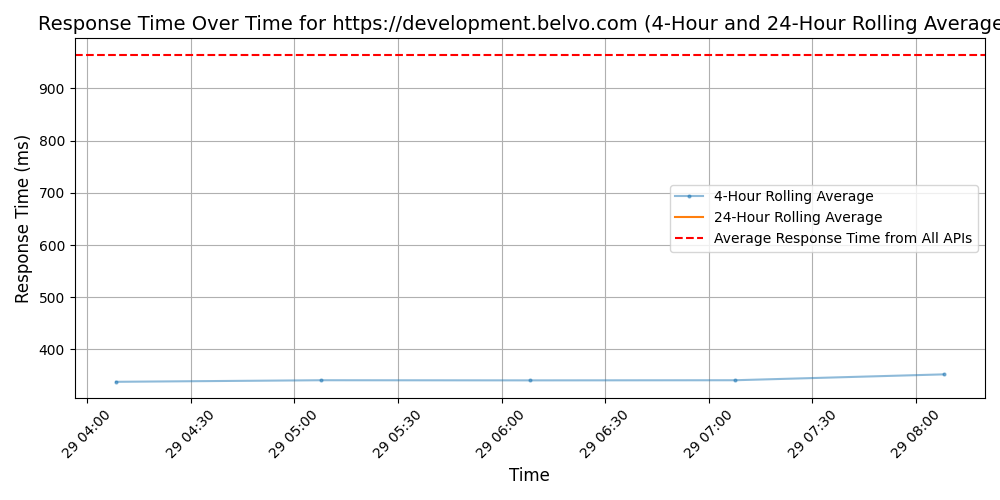 Response Time Over Time for https://development.belvo.com (4-Hour and 24-Hour Rolling Average
Response Time (ms)
900
800
700
600
500
400
4-Hour Rolling Average
24-Hour Rolling Average
Average Response Time from All APIs
29 04:00
29 04:30
29 05:00
29 05:30
29 06:00
29 06:30
29 07:00
29 07:30
29 08:00
Time